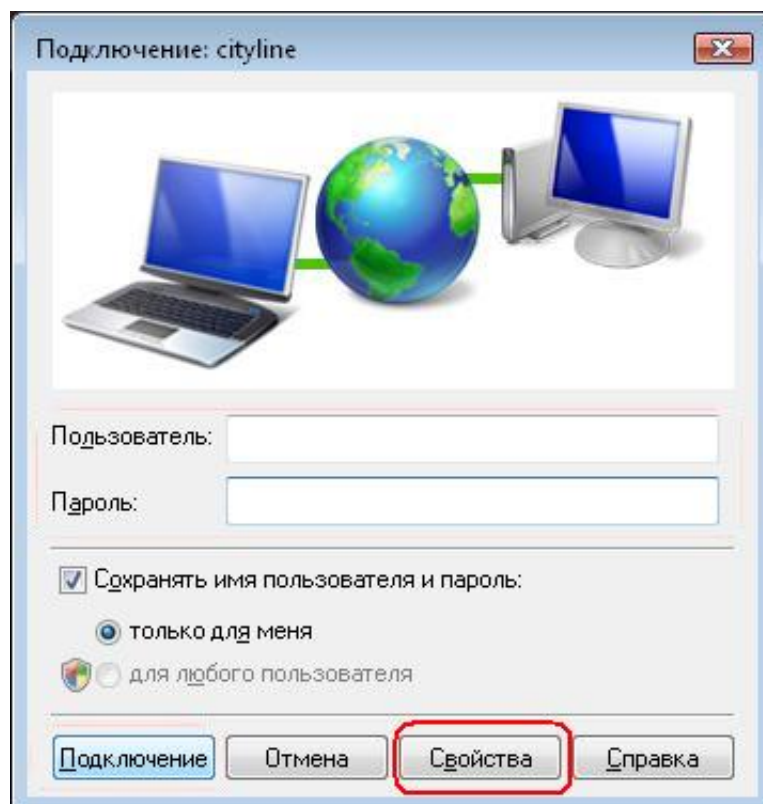 Подключение: cityline
Пользователь:
Пароль:
Сохранять имя пользователя и пароль:
только для меня
для любого пользователя
Подключение Отмена Свойства Справка